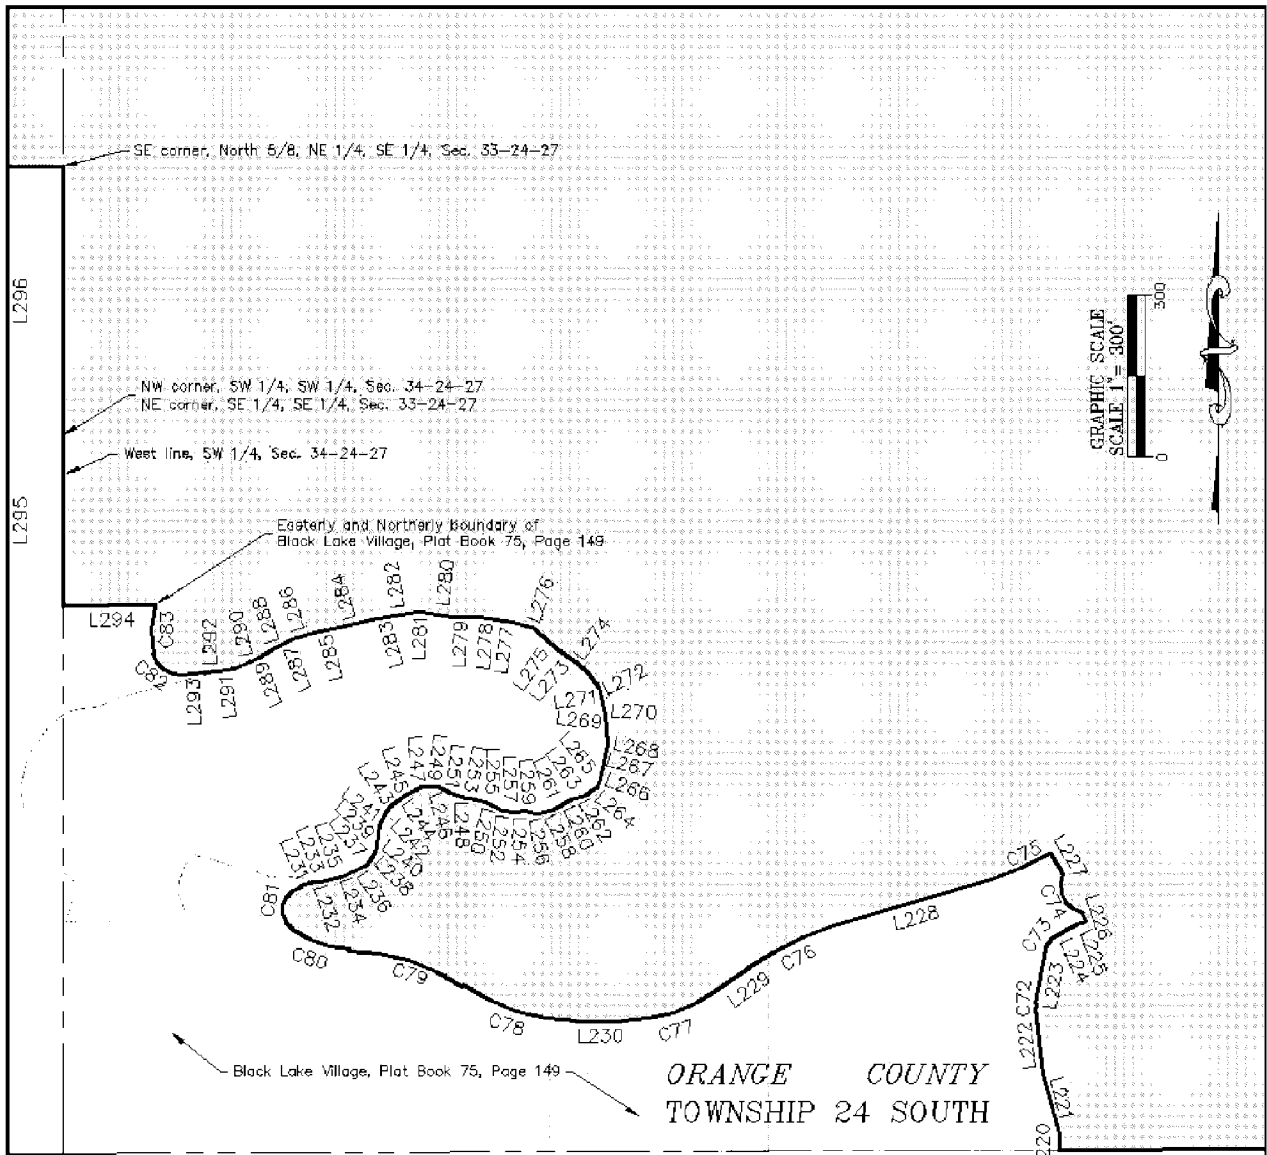 SE corner, North 5/8, NE 1/4, SE 1/4, Sec. 33-24-27
L296
300
GRAPHIC SCALE
SCALE 1"= 300'
0
NW corner, SW 1/4, SW 1/4, Sec. 34-24-27
NE corner, SE 1/4, SE 1/4, Sec. 33-24-27
West line, SW 1/4, Sec. 34-24-27
L295
Easterly and Northerly boundary of
Black Lake Village, Plat Book 75, Page 149
L294
C83
C82
L292
L290
L288
L286
L284
L282
L280
L276
L293
L291
L289
L287
L285
L283
L281
L279
L278
L277
L275
L273
L274
L272
L271
L269
L270
L268
L267
L266
L264
L243
L245
L247
L249
L251
L253
L255
L257
L259
L261
L263
L265
L231
L233
L235
L237
L239
L232
L234
L236
L238
L240
L242
L244
L246
L248
L250
L252
L254
L256
L258
L260
L262
C81
C80
C79
C78
L230
C77
L229
C76
L228
C75
L227
C74
L226
L225
C73
L224
L223
C72
L222
L221
220
Black Lake Village, Plat Book 75, Page 149
ORANGE COUNTY
TOWNSHIP 24 SOUTH